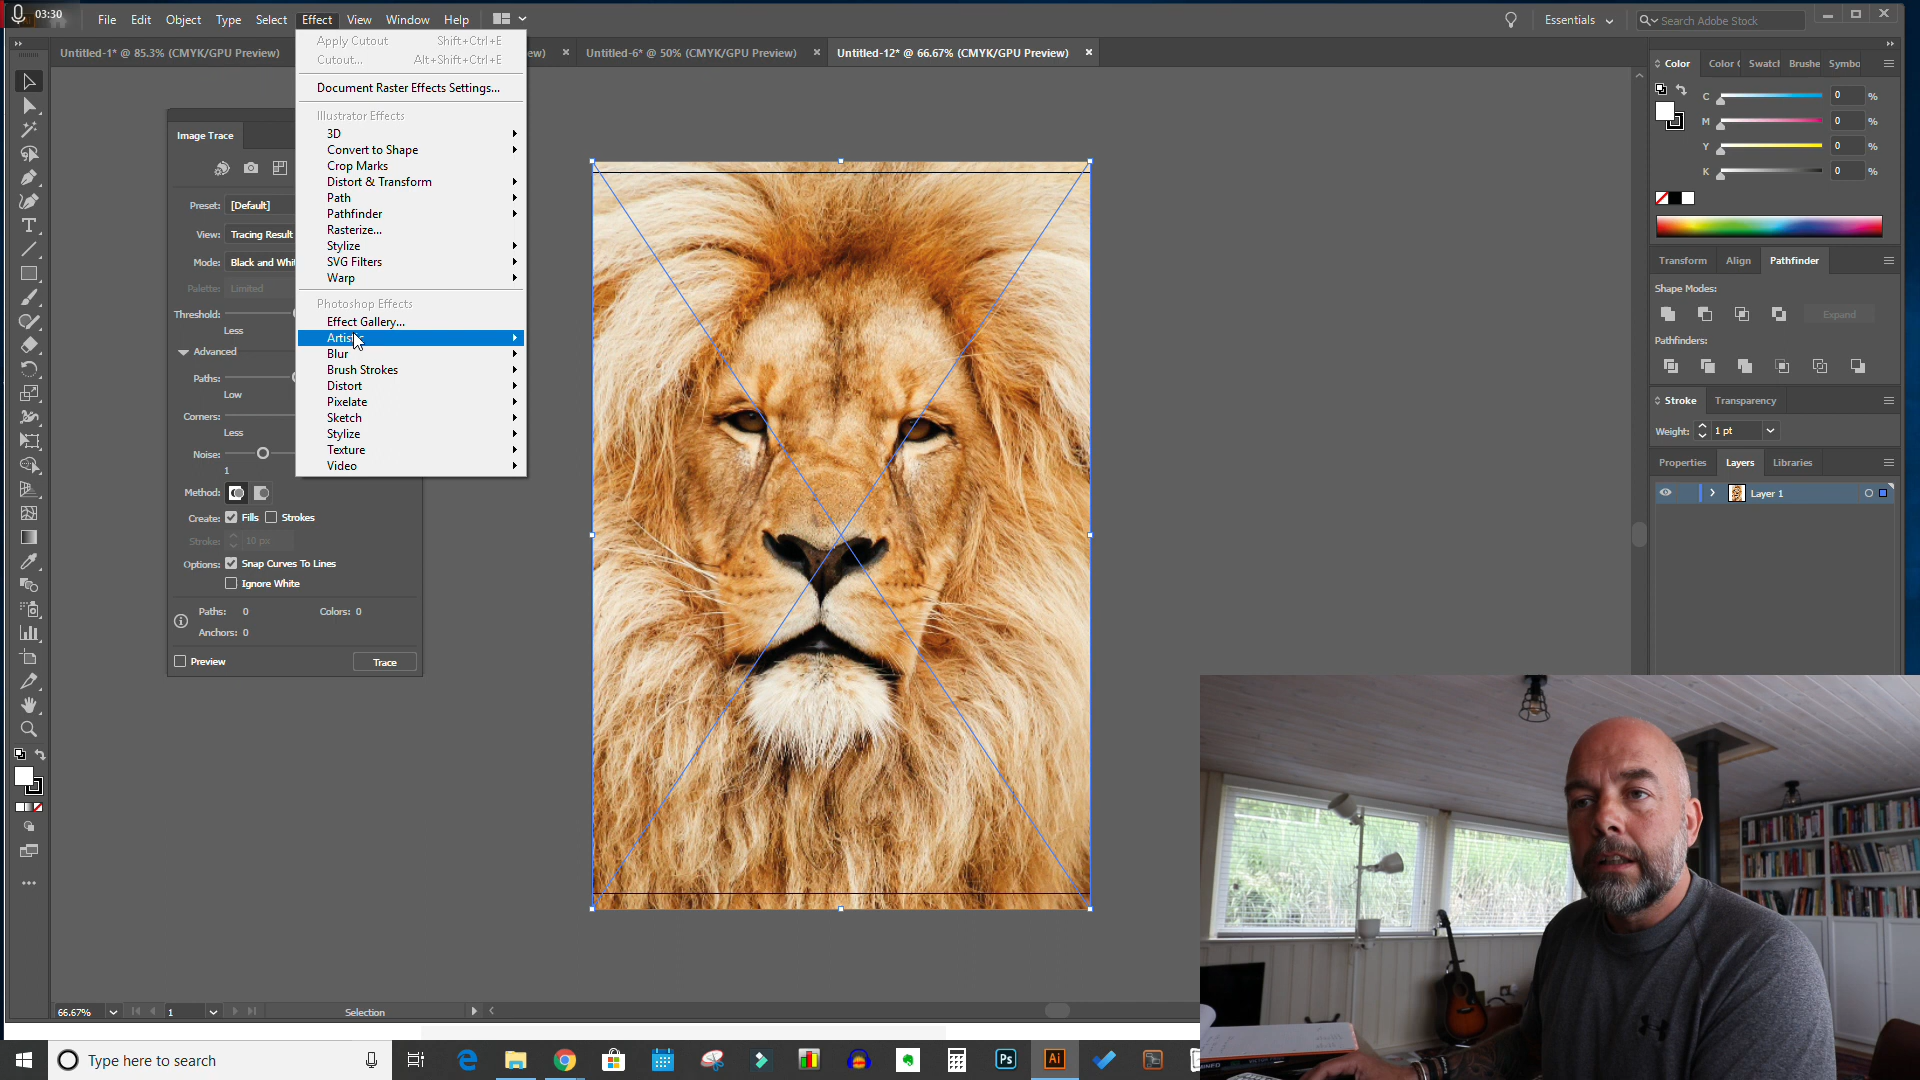 03:30
File Edit Object Type Select Effect View Window Help
Essentials
Search Adobe Stock
Untitled-1* @ 85.3% (CMYK/GPU Preview)
Untitled-6* @ 50% (CMYK/GPU Preview)
Untitled-12* @ 66.67% (CMYK/GPU Preview)
Apply Cutout Shift+Ctrl+E
Cutout... Alt+Shift+Ctrl+E
Document Raster Effects Settings...
Illustrator Effects
3D
Convert to Shape
Crop Marks
Distort & Transform
Path
Pathfinder
Rasterize...
Stylize
SVG Filters
Warp
Photoshop Effects
Effect Gallery...
Blur
Brush Strokes
Distort
Pixelate
Sketch
Stylize
Texture
Video
Image Trace
Preset: [Default]
View: Tracing Result
Mode:
Palette: Limited
Threshold:
Less
Advanced
Paths:
Low
Corners:
Less
Noise:
1
Method:
Create: Fills Strokes
Stroke: 10 px
Options: Snap Curves To Lines
Ignore White
Paths: 0 Colors: 0
Anchors: 0
Preview Trace
Color
C 0 %
M 0 %
Y 0 %
K 0 %
Transform Align Pathfinder
Shape Modes:
Expand
Pathfinders:
Stroke Transparency
Weight: 1 pt
Properties Layers Libraries
Layer 1
66.67% 1 Selection
Type here to search
Ps Ai